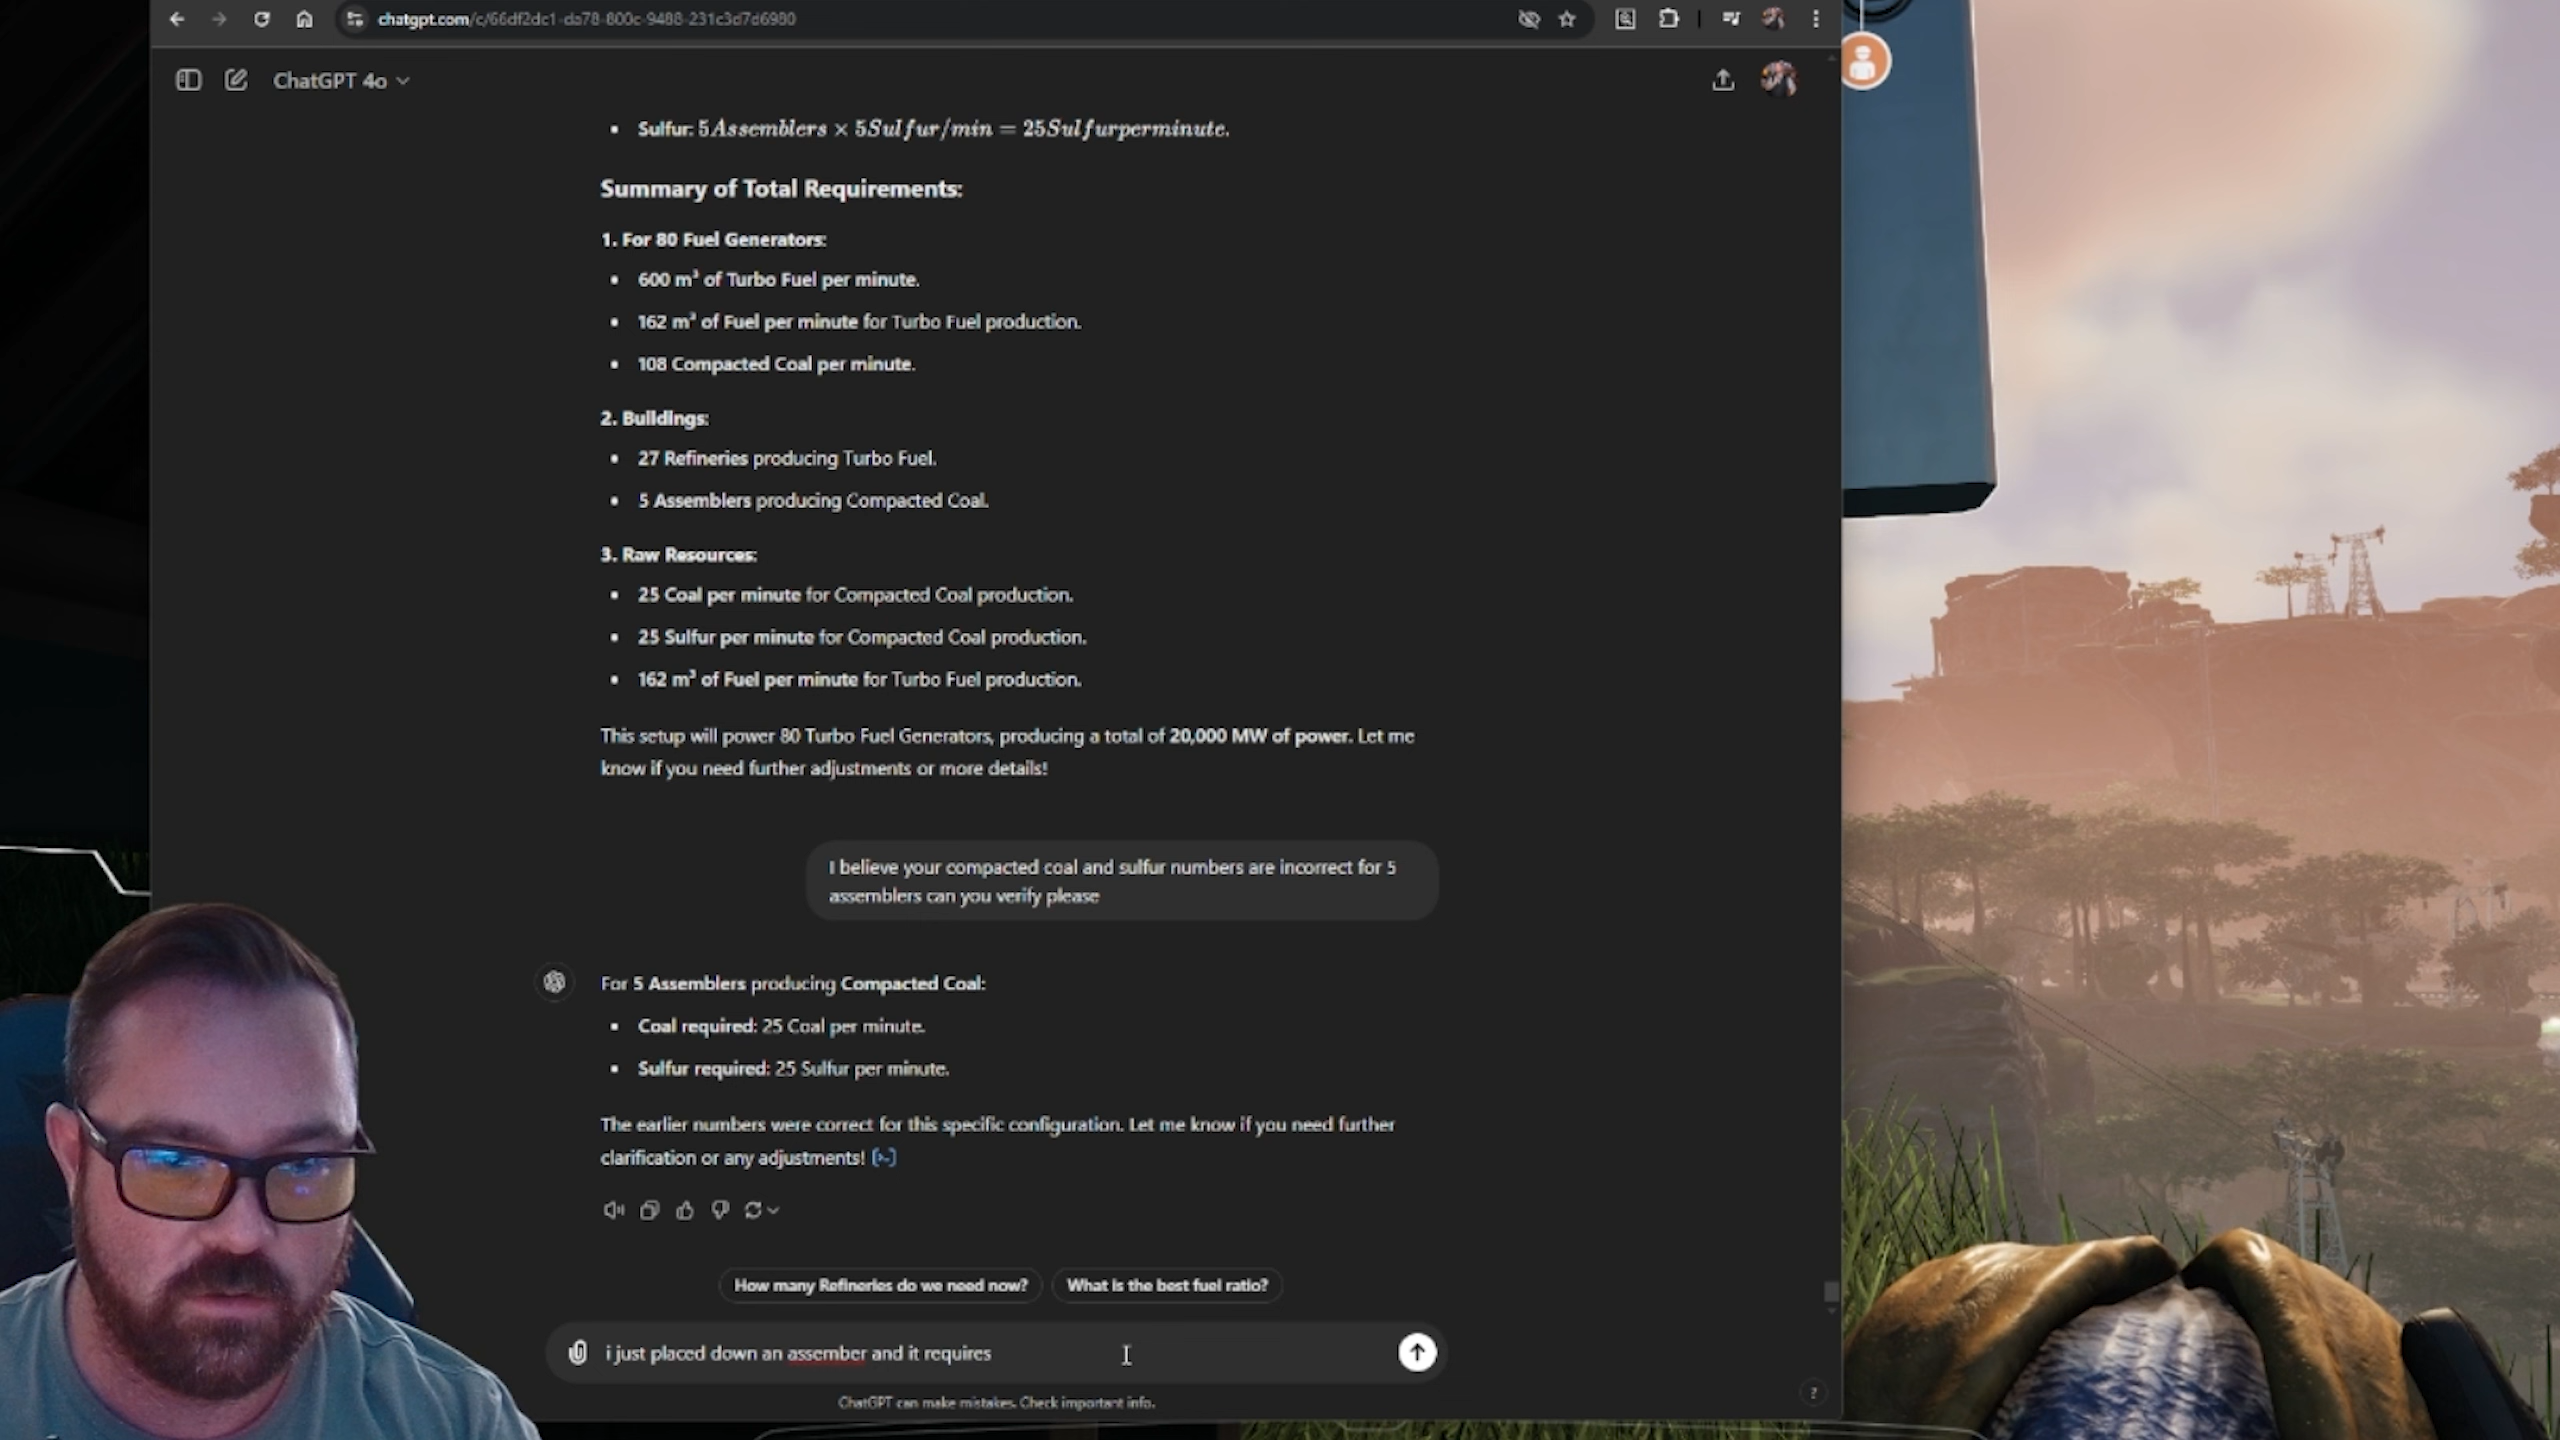 chatgpt.com/c/66df2dc1-da78-800c-9488-231c3d7d6980
ChatGPT 4o
Sulfur: 5Assemblers × 5Sulfur/min = 25Sulfurperminute.
Summary of Total Requirements:
1. For 80 Fuel Generators:
600 m³ of Turbo Fuel per minute.
162 m³ of Fuel per minute for Turbo Fuel production.
108 Compacted Coal per minute.
2. Buildings:
27 Refineries producing Turbo Fuel.
5 Assemblers producing Compacted Coal.
3. Raw Resources:
25 Coal per minute for Compacted Coal production.
25 Sulfur per minute for Compacted Coal production.
162 m³ of Fuel per minute for Turbo Fuel production.
This setup will power 80 Turbo Fuel Generators, producing a total of 20,000 MW of power. Let me
know if you need further adjustments or more details!
I believe your compacted coal and sulfur numbers are incorrect for 5
assemblers can you verify please
For 5 Assemblers producing Compacted Coal:
Coal required: 25 Coal per minute.
Sulfur required: 25 Sulfur per minute.
The earlier numbers were correct for this specific configuration. Let me know if you need further
clarification or any adjustments! [>-]
How many Refineries do we need now?
What is the best fuel ratio?
i just placed down an assember and it requires
ChatGPT can make mistakes. Check important info.
?